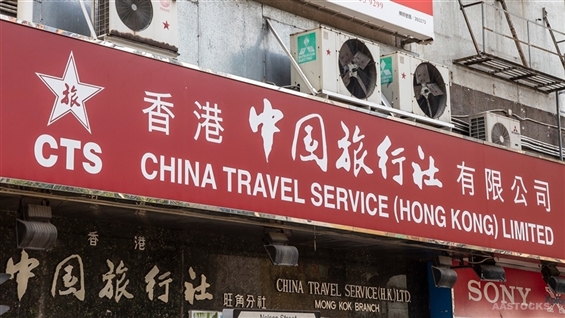 旅
CTS
香港中国旅行社有限公司
CHINA TRAVEL SERVICE (HONG KONG) LIMITED
香港
中国旅行社
旺角分社
CHINA TRAVEL SERVICE (H.K.) LTD
MONG KOK BRANCH
SONY
AASTOCKS